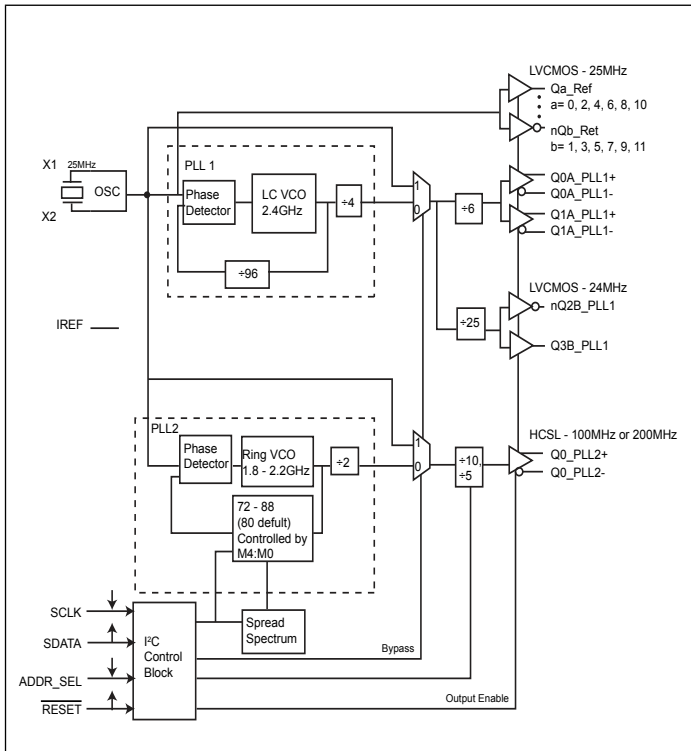 LVCMOS - 25MHz
Qa_Ref
a= 0, 2, 4, 6, 8, 10
nQb_Ret
b= 1, 3, 5, 7, 9, 11
X1
25MHz
OSC
X2
PLL 1
Phase
Detector
LC VCO
2.4GHz
÷4
÷96
1
0
÷6
Q0A_PLL1+
Q0A_PLL1-
Q1A_PLL1+
Q1A_PLL1-
LVCMOS - 24MHz
nQ2B_PLL1
÷25
Q3B_PLL1
IREF
PLL2
Phase
Detector
Ring VCO
1.8 - 2.2GHz
÷2
1
0
÷10,
÷5
HCSL - 100MHz or 200MHz
Q0_PLL2+
Q0_PLL2-
72 - 88
(80 defult)
Controlled by
M4:M0
SCLK
SDATA
ADDR_SEL
RESET
I²C
Control
Block
Spread
Spectrum
Bypass
Output Enable